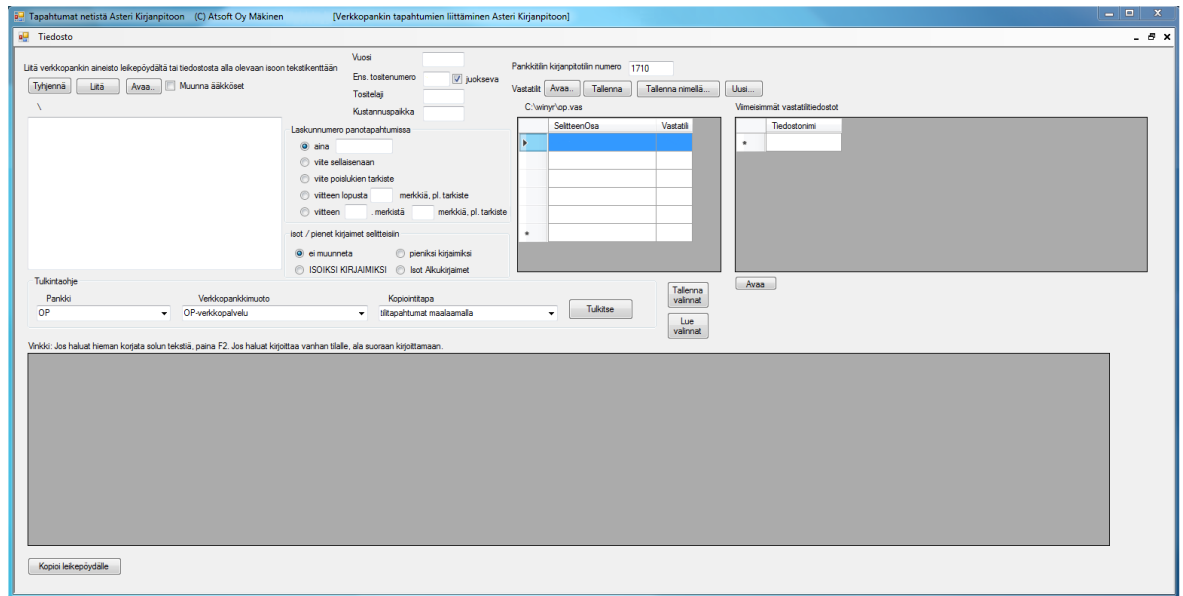 Tapahtumat netistä Asteri Kirjanpitoon (C) Atsoft Oy Mäkinen [Verkkopankin tapahtumien liittäminen Asteri Kirjanpitoon]
Tiedosto
Liitä verkkopankin aineisto leikepöydältä tai tiedostosta alla olevaan isoon tekstikenttään
Tyhjennä Liitä Avaa.. Muunna ääkköset
\
Vuosi
Ens. tositenumero juokseva
Tositelaji
Kustannuspaikka
Laskunnumero panotapahtumissa
aina
viite sellaisenaan
viite poislukien tarkiste
viitteen lopusta merkkiä, pl. tarkiste
viitteen . merkistä merkkiä, pl. tarkiste
isot / pienet kirjaimet selitteisiin
ei muunneta pieniksi kirjaimiksi
ISOIKSI KIRJAIMIKSI Isot Alkukirjaimet
Pankkitilin kirjanpitotilin numero 1710
Vastatilit Avaa.. Tallenna Tallenna nimellä... Uusi...
C:\winyr\op.vas
SelitteenOsa Vastatili
Viimeisimmät vastatilitiedostot
Tiedostonimi
Avaa
Tulkintaohje
Pankki Verkkopankkimuoto Kopiointitapa
OP OP-verkkopalvelu tilitapahtumat maalaamalla Tulkitse
Tallenna
valinnat
Lue
valinnat
Vinkki: Jos haluat hieman korjata solun tekstiä, paina F2. Jos haluat kirjoittaa vanhan tilalle, ala suoraan kirjoittamaan.
Kopioi leikepöydälle